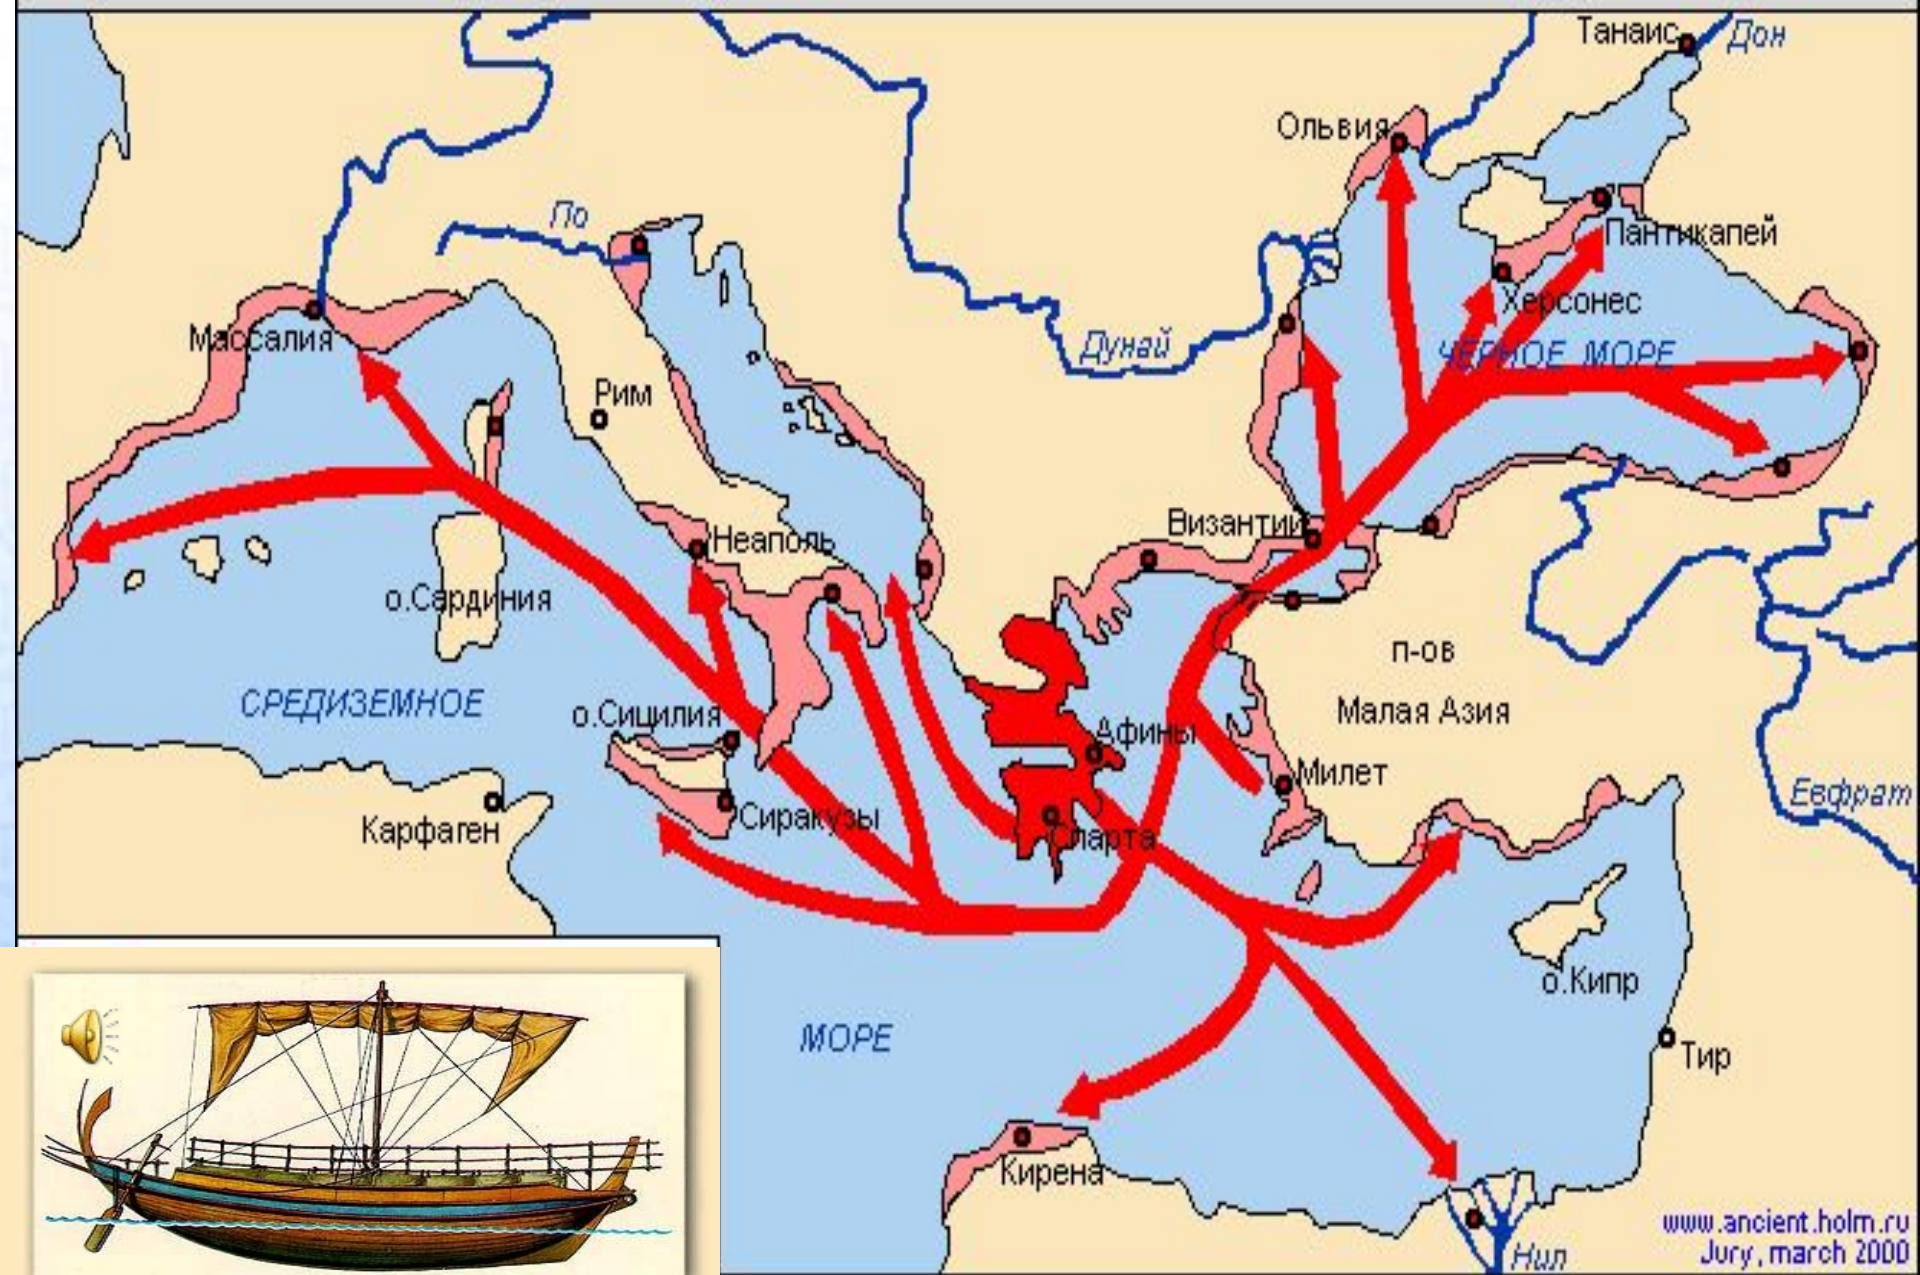 Танаис
Дон
Ольвия
По
Пантикапей
Херсонес
Массалия
Дунай
ЧЕРНОЕ МОРЕ
Рим
Византий
Неаполь
о.Сардиния
п-ов
Малая Азия
СРЕДИЗЕМНОЕ
о.Сицилия
Афины
Милет
Евфрат
Карфаген
Сиракузы
Спарта
о.Кипр
МОРЕ
Тир
Кирена
Нил
www.ancient.holm.ru
Jury, march 2000